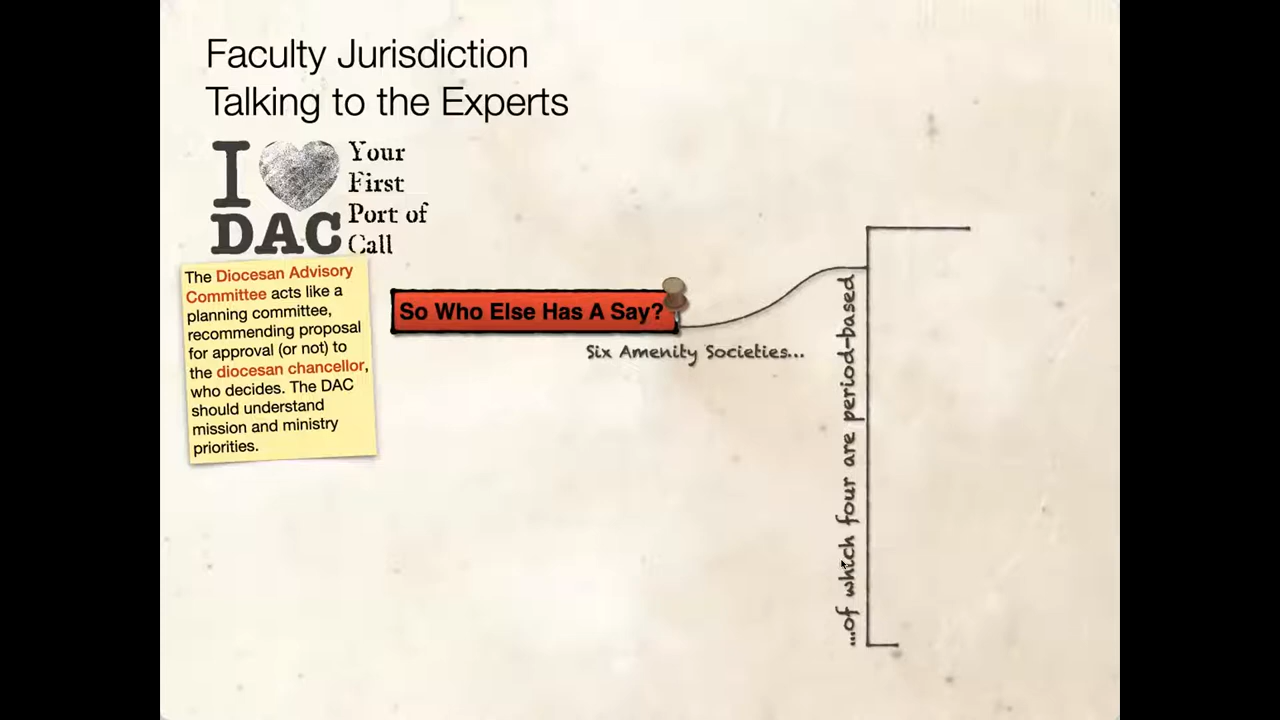 Faculty Jurisdiction
Talking to the Experts
I
DAC
Your
First
Port of
Call
The Diocesan Advisory
Committee acts like a
planning committee,
recommending proposal
for approval (or not) to
the diocesan chancellor,
who decides. The DAC
should understand
mission and ministry
priorities.
So Who Else Has A Say?
Six Amenity Societies...
...of which four are period-based